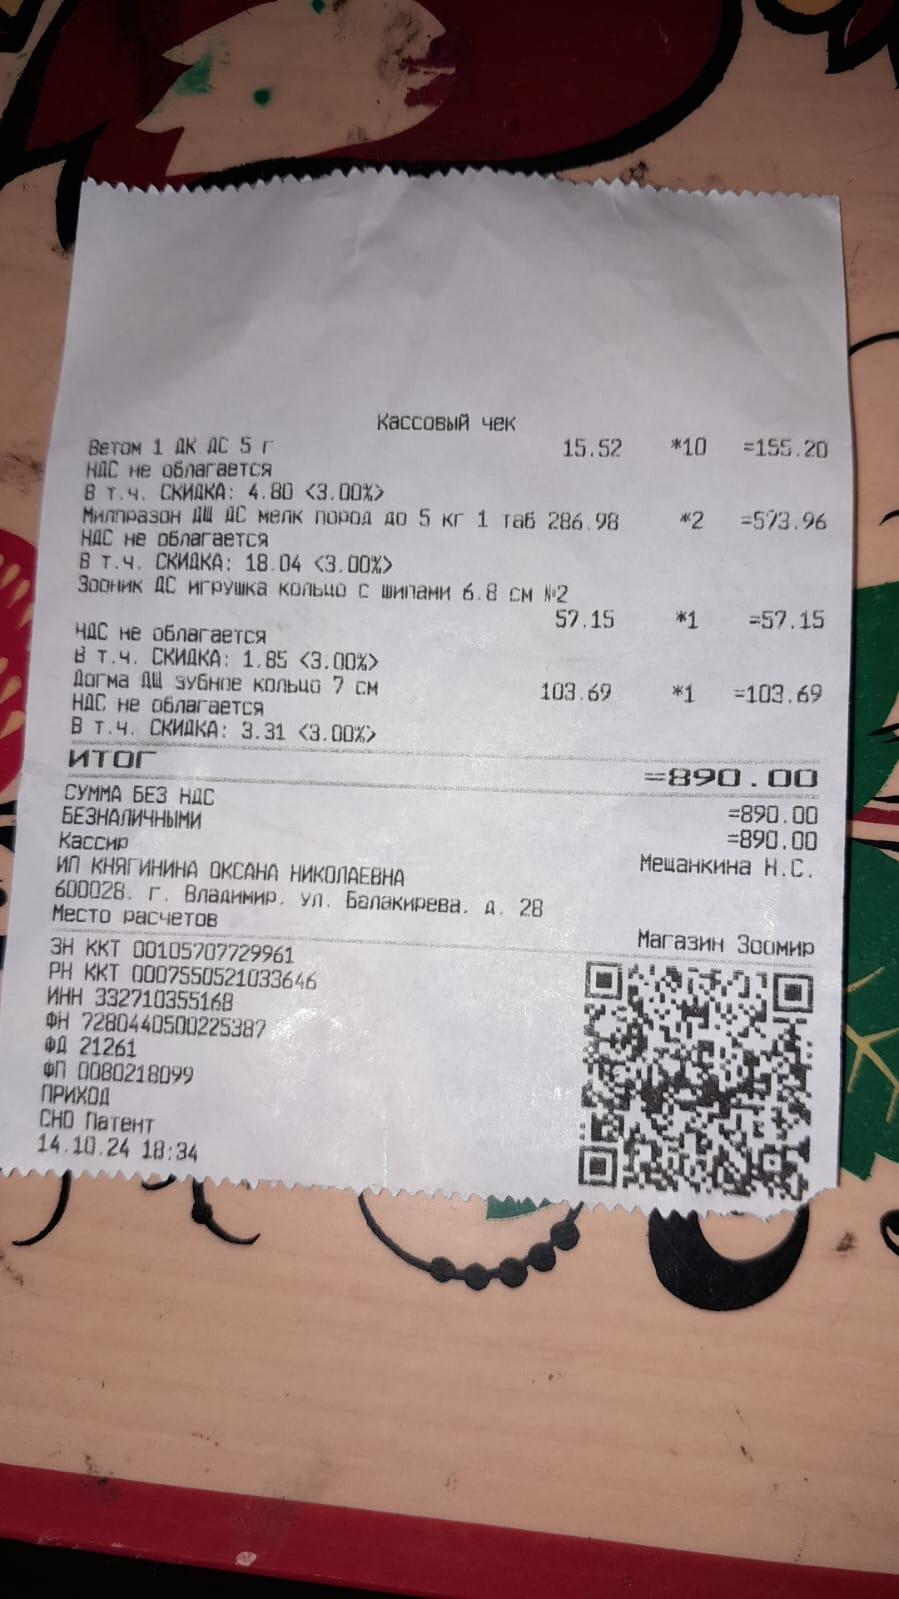 Кассовый чек
Ветом 1 ДК ДС 5 г 15.52 *10 =155.20
НДС не облагается
В т.ч. СКИДКА: 4.80 <3.00%>
Милпразон ДЩ ДС мелк пород до 5 кг 1 таб 286.98 *2 =573.96
НДС не облагается
В т.ч. СКИДКА: 18.04 <3.00%>
Зооник ДС игрушка кольцо с шипами 6.8 см №2
57.15 *1 =57.15
НДС не облагается
В т.ч. СКИДКА: 1.85 <3.00%>
Догма ДЩ зубное кольцо 7 см 103.69 *1 =103.69
НДС не облагается
В т.ч. СКИДКА: 3.31 <3.00%>
ИТОГ =890.00
СУММА БЕЗ НДС =890.00
БЕЗНАЛИЧНЫМИ =890.00
Кассир Мещанкина Н.С.
ИП КНЯГИНИНА ОКСАНА НИКОЛАЕВНА
600028. г. Владимир. ул. Балакирева. д. 28
Место расчетов Магазин Зоомир
ЗН ККТ 00105707729961
РН ККТ 0007550521033646
ИНН 332710355168
ФН 7280440500225387
ФД 21261
ФП 0080218099
ПРИХОД
СНО Патент
14.10.24 18:34